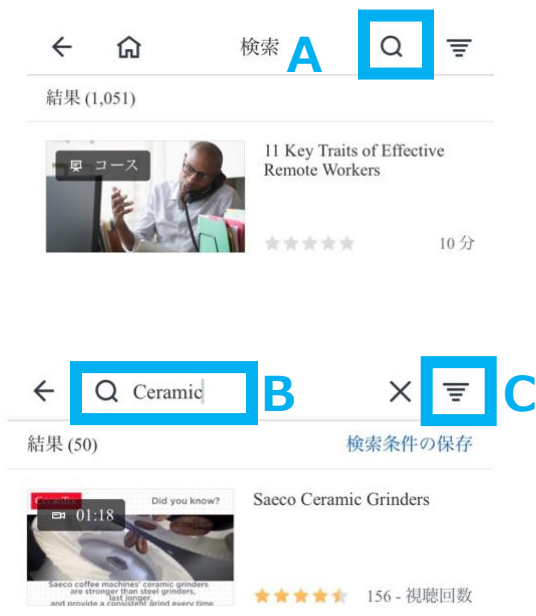 検索
A
結果 (1,051)
コース
11 Key Traits of Effective
Remote Workers
10 分
Ceramic
B
C
結果 (50)
検索条件の保存
Did you know?
01:18
Saeco coffee machines' ceramic grinders
are stronger than steel grinders,
last longer,
and provide a consistent grind every time
Saeco Ceramic Grinders
156 - 視聴回数